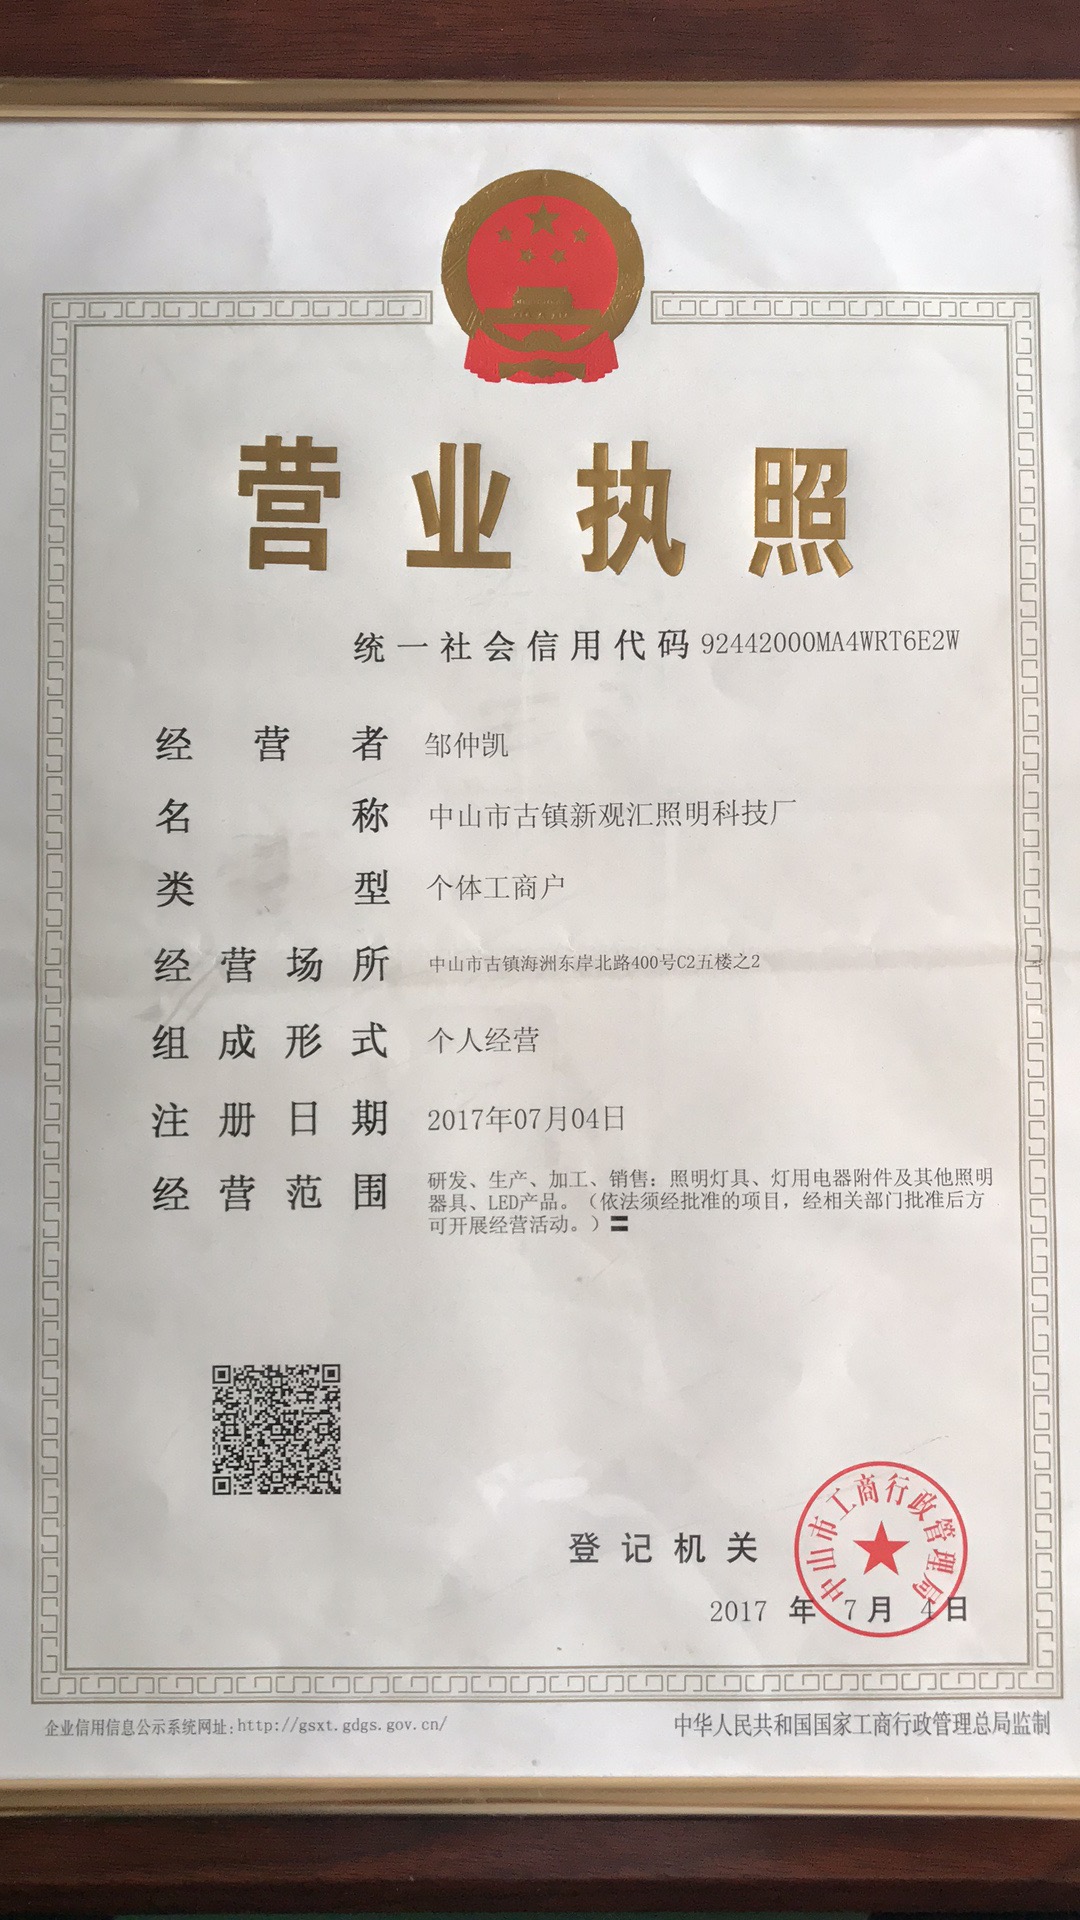 营业执照
统一社会信用代码 92442000MA4WRT6E2W
经营者 邹仲凯
名称 中山市古镇新观汇照明科技厂
类型 个体工商户
经营场所 中山市古镇海洲东岸北路400号C2五楼之2
组成形式 个人经营
注册日期 2017年07月04日
经营范围 研发、生产、加工、销售：照明灯具、灯用电器附件及其他照明
器具、LED产品。（依法须经批准的项目，经相关部门批准后方
可开展经营活动。）〓
登记机关
中山市工商行政管理局
2017 年 7 月 4 日
企业信用信息公示系统网址：http://gsxt.gdgs.gov.cn/
中华人民共和国国家工商行政管理总局监制